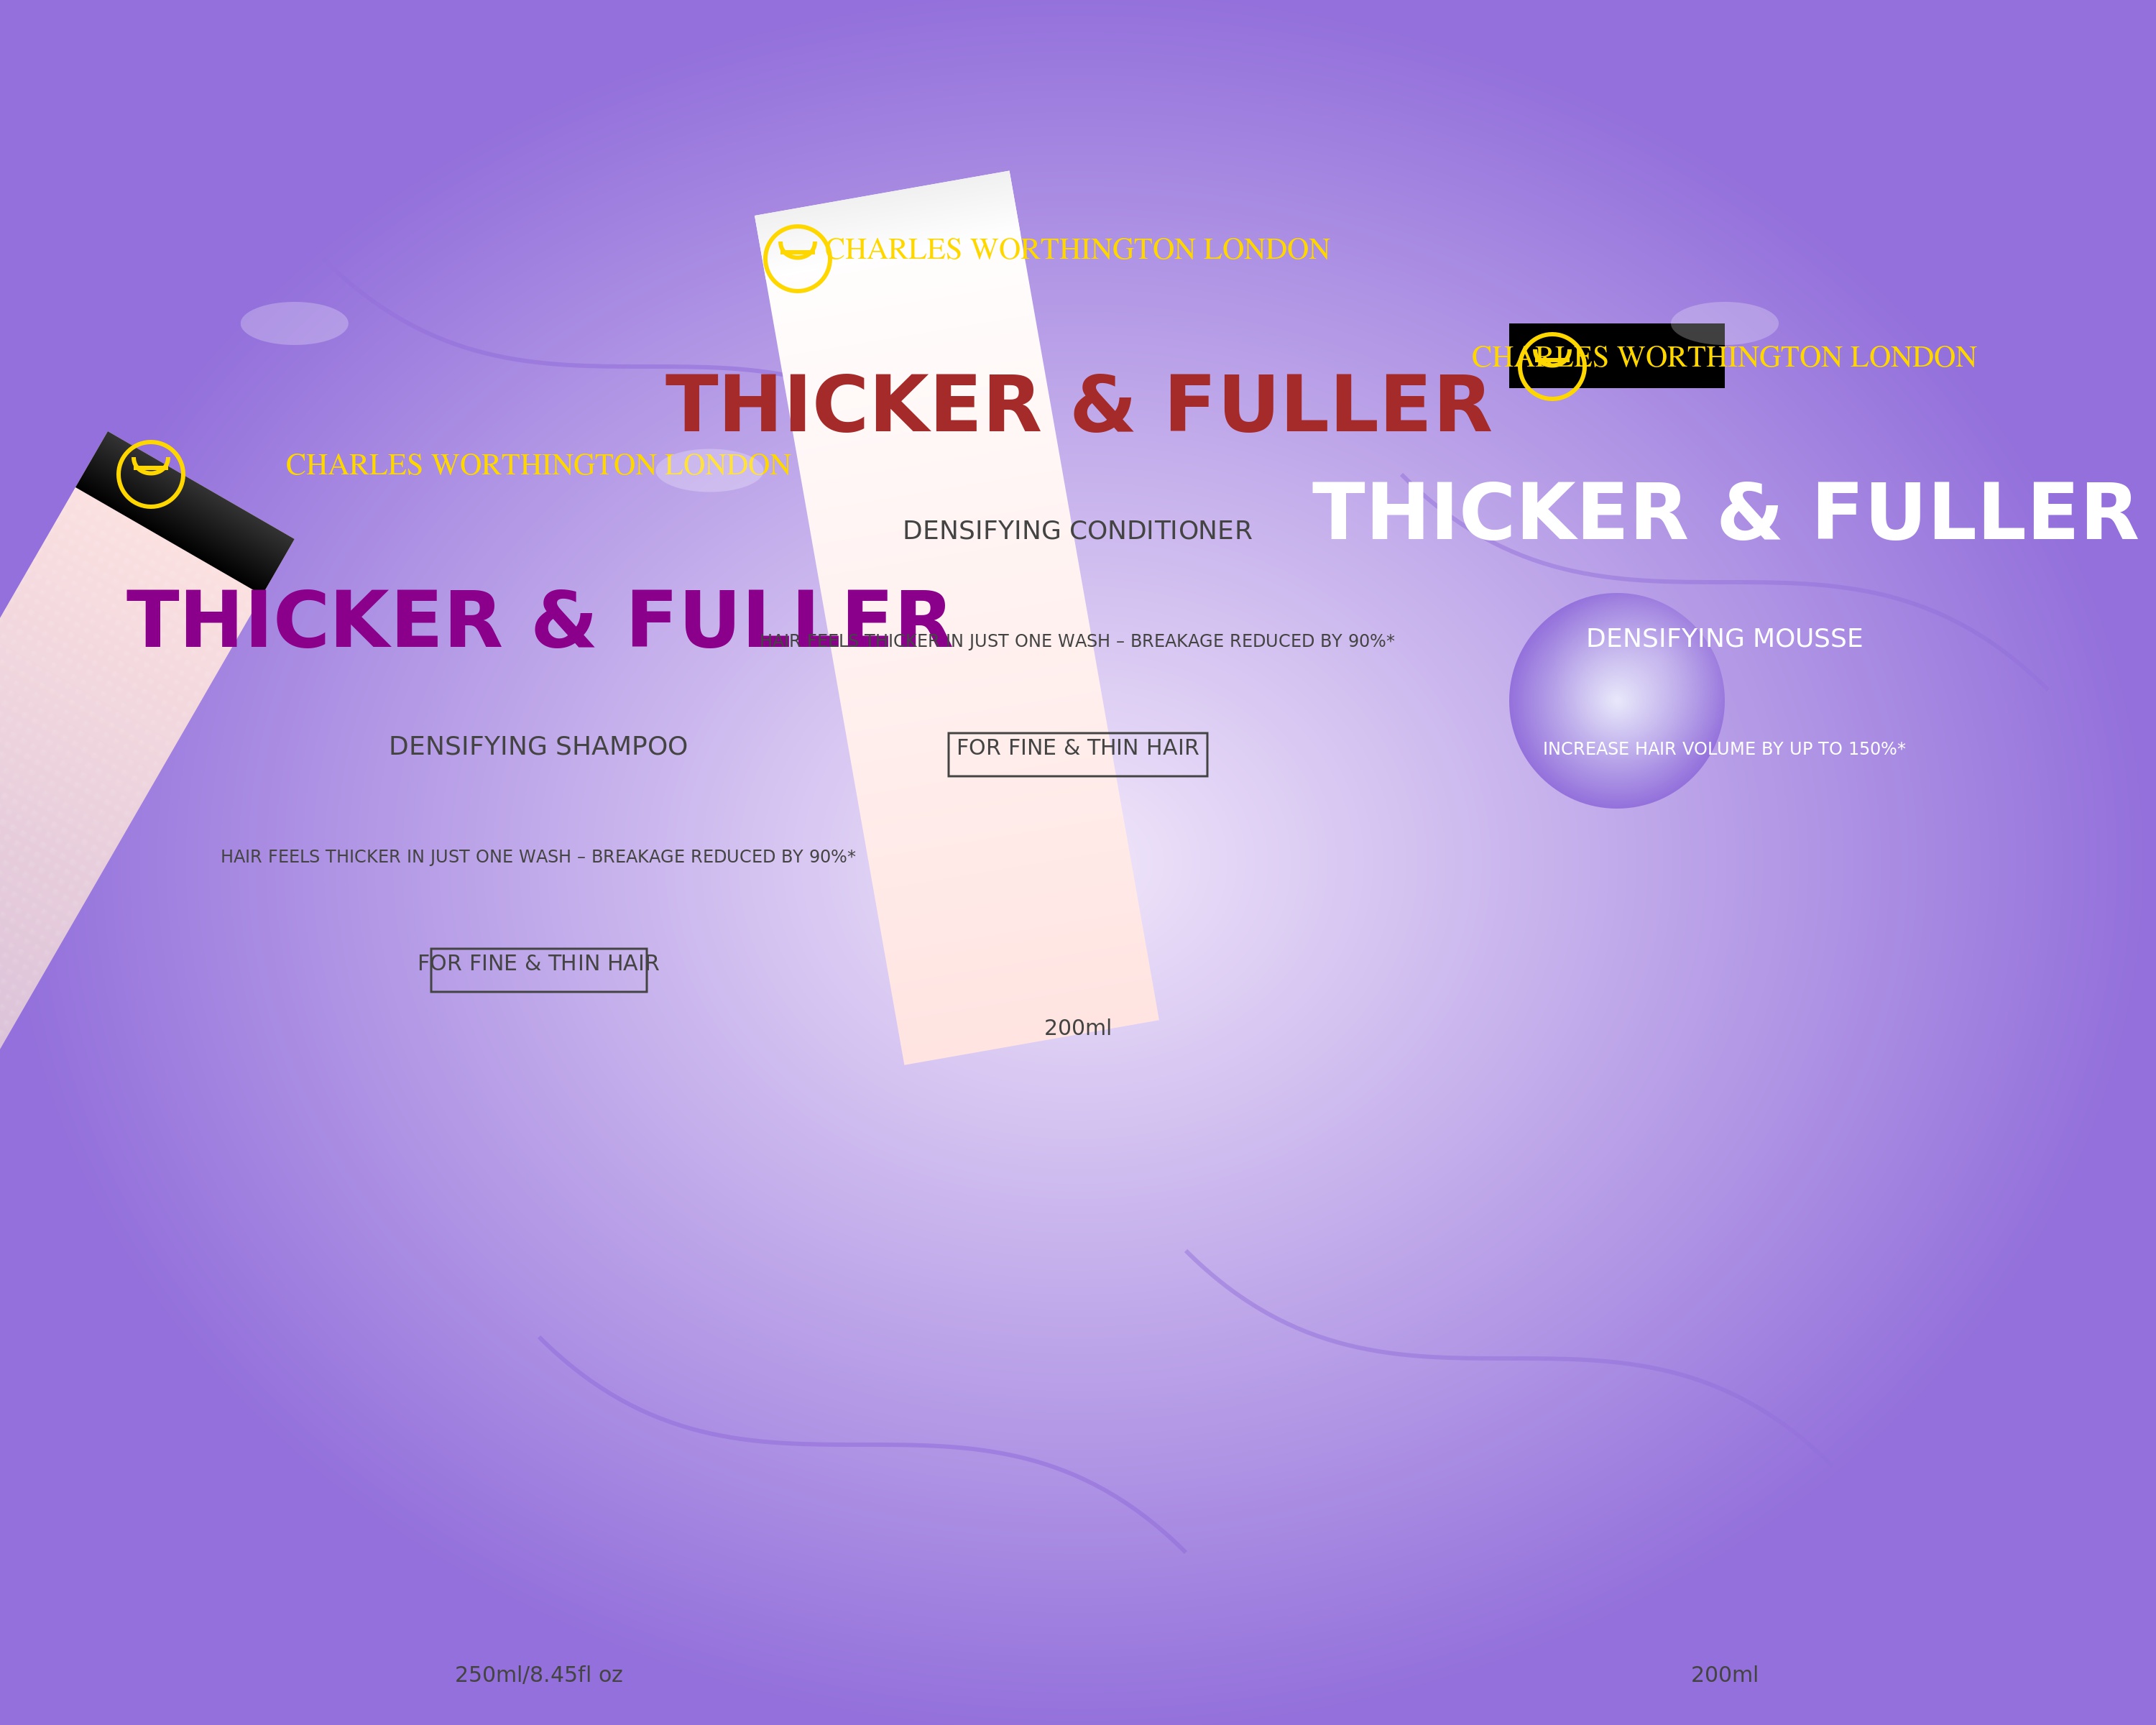 CHARLES WORTHINGTON LONDON
THICKER & FULLER
DENSIFYING SHAMPOO
HAIR FEELS THICKER IN JUST ONE WASH – BREAKAGE REDUCED BY 90%*
FOR FINE & THIN HAIR
250ml/8.45fl oz
CHARLES WORTHINGTON LONDON
THICKER & FULLER
DENSIFYING CONDITIONER
HAIR FEELS THICKER IN JUST ONE WASH – BREAKAGE REDUCED BY 90%*
FOR FINE & THIN HAIR
200ml
CHARLES WORTHINGTON LONDON
THICKER & FULLER
DENSIFYING MOUSSE
INCREASE HAIR VOLUME BY UP TO 150%*
200ml